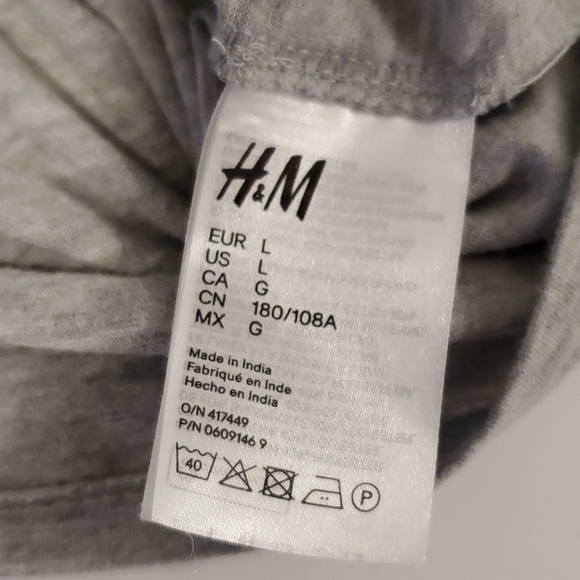 H&M
EUR L
US L
CA G
CN 180/108A
MX G
Made in India
Fabriqué en Inde
Hecho en India
O/N 417449
P/N 0609146 9
40
P